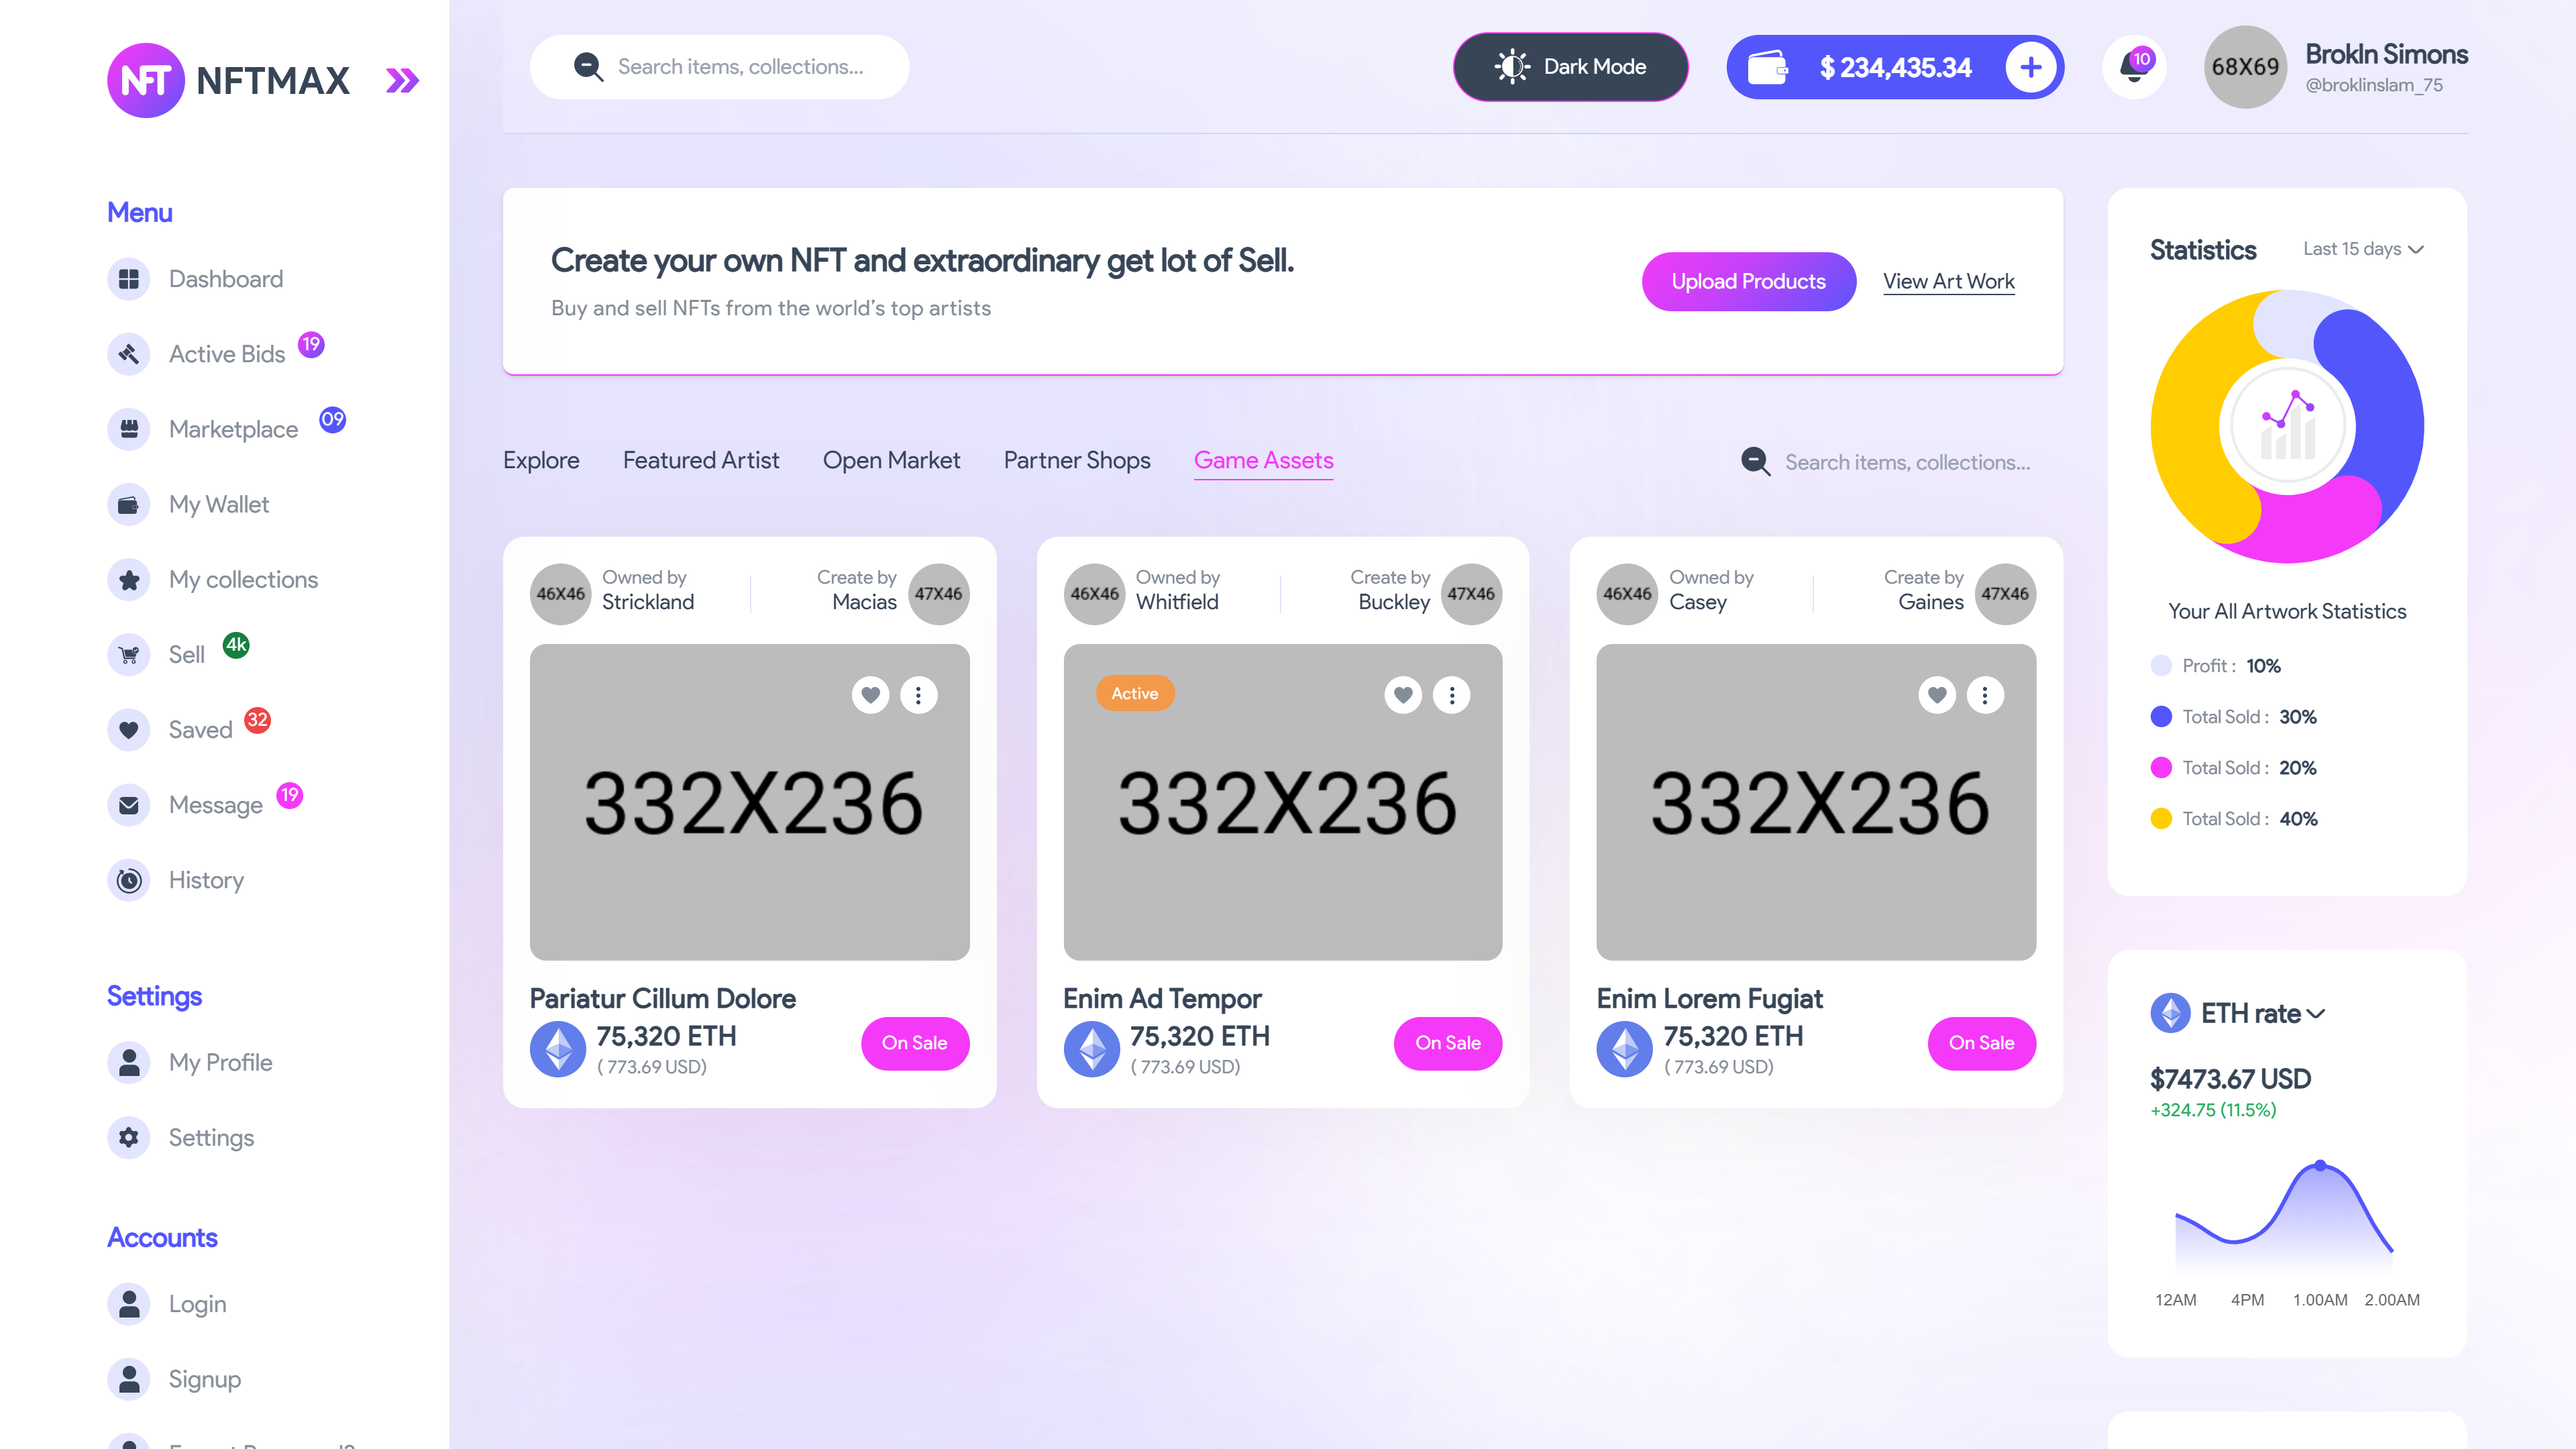 NFT NFTMAX
Menu
Dashboard
Active Bids 19
Marketplace 09
My Wallet
My collections
Sell 4k
Saved 32
Message 19
History
Settings
My Profile
Settings
Accounts
Login
Signup
Search items, collections...
Dark Mode
$ 234,435.34
10
68X69
Brokln Simons
@broklinslam_75
Create your own NFT and extraordinary get lot of Sell.
Buy and sell NFTs from the world's top artists
Upload Products
View Art Work
Explore
Featured Artist
Open Market
Partner Shops
Game Assets
Search items, collections...
46X46
Owned by
Strickland
Create by
Macias
47X46
332X236
Pariatur Cillum Dolore
75,320 ETH
( 773.69 USD)
On Sale
46X46
Owned by
Whitfield
Create by
Buckley
47X46
Active
332X236
Enim Ad Tempor
75,320 ETH
( 773.69 USD)
On Sale
46X46
Owned by
Casey
Create by
Gaines
47X46
332X236
Enim Lorem Fugiat
75,320 ETH
( 773.69 USD)
On Sale
Statistics
Last 15 days
Your All Artwork Statistics
Profit : 10%
Total Sold : 30%
Total Sold : 20%
Total Sold : 40%
ETH rate
$7473.67 USD
+324.75 (11.5%)
12AM 4PM 1.00AM 2.00AM